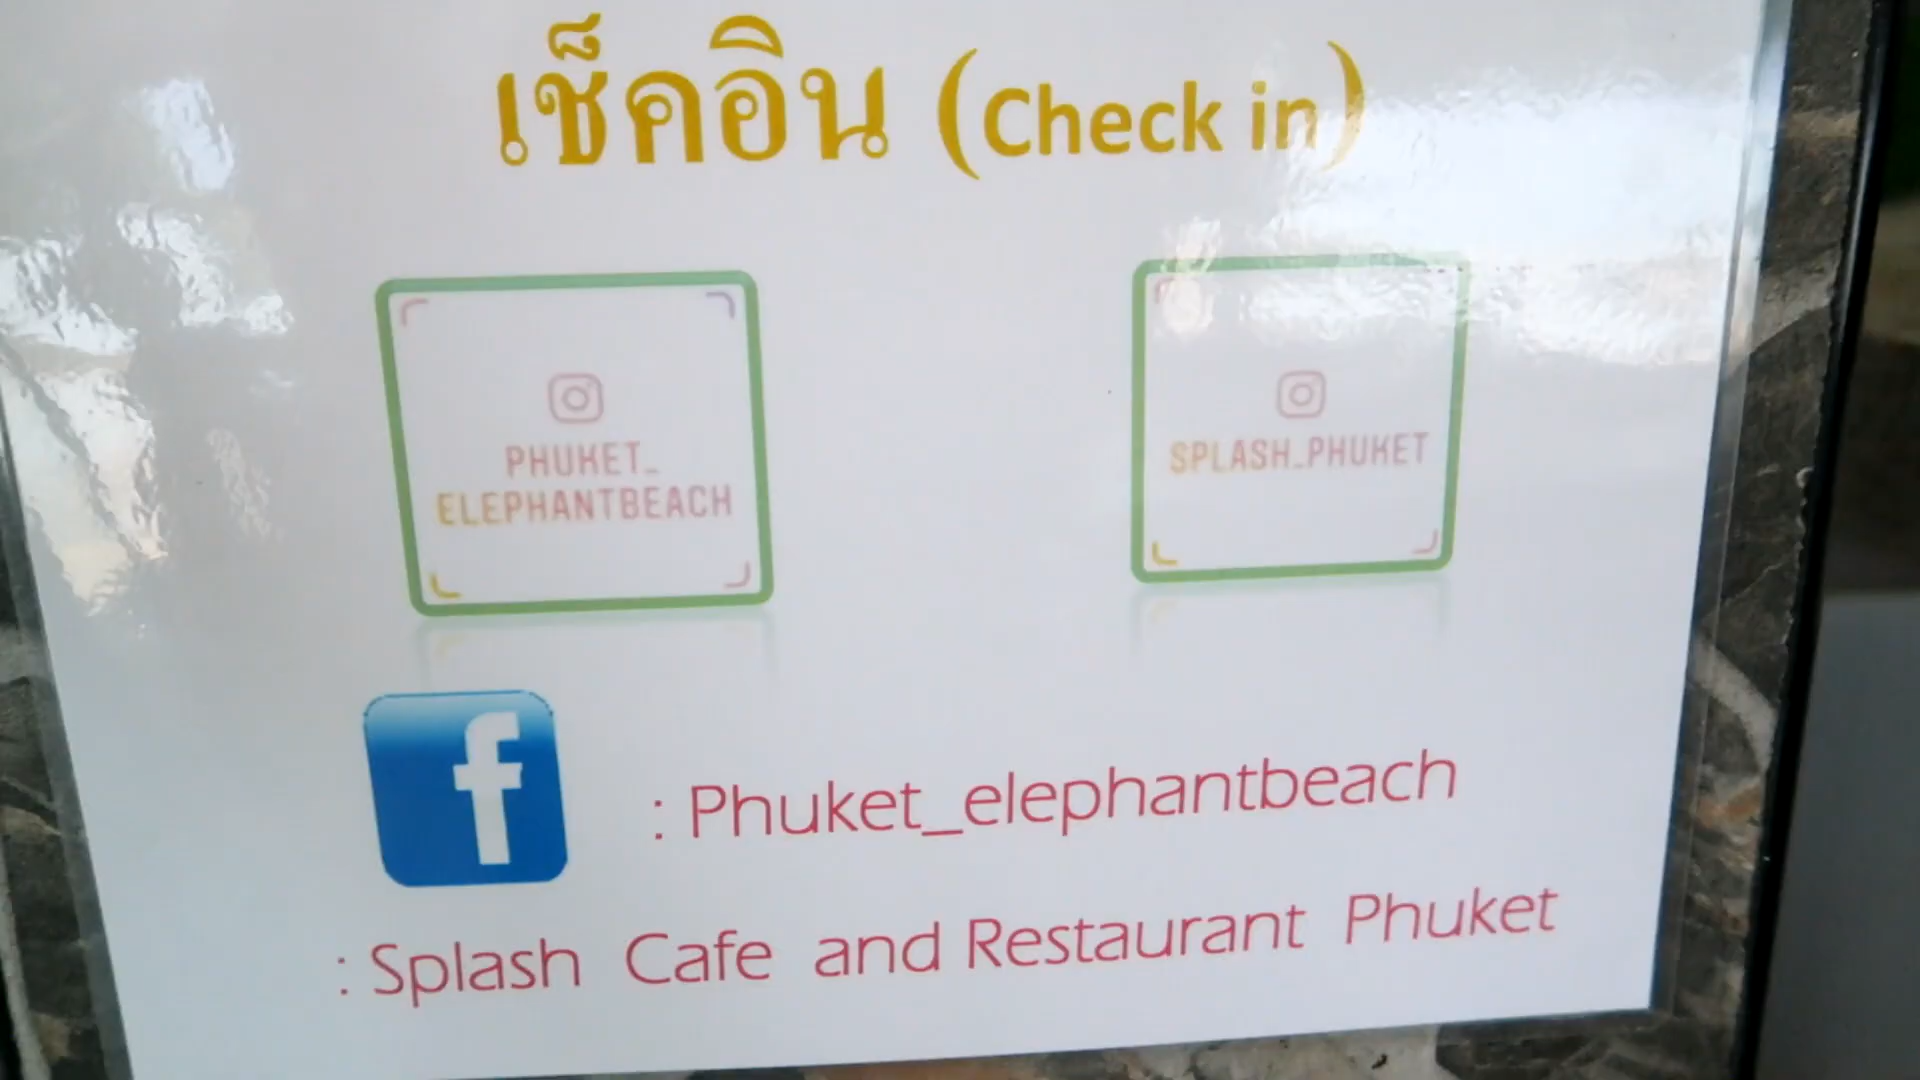 เช็คอิน (Check in)
PHUKET_
ELEPHANTBEACH
SPLASH_PHUKET
: Phuket_elephantbeach
: Splash Cafe and Restaurant Phuket